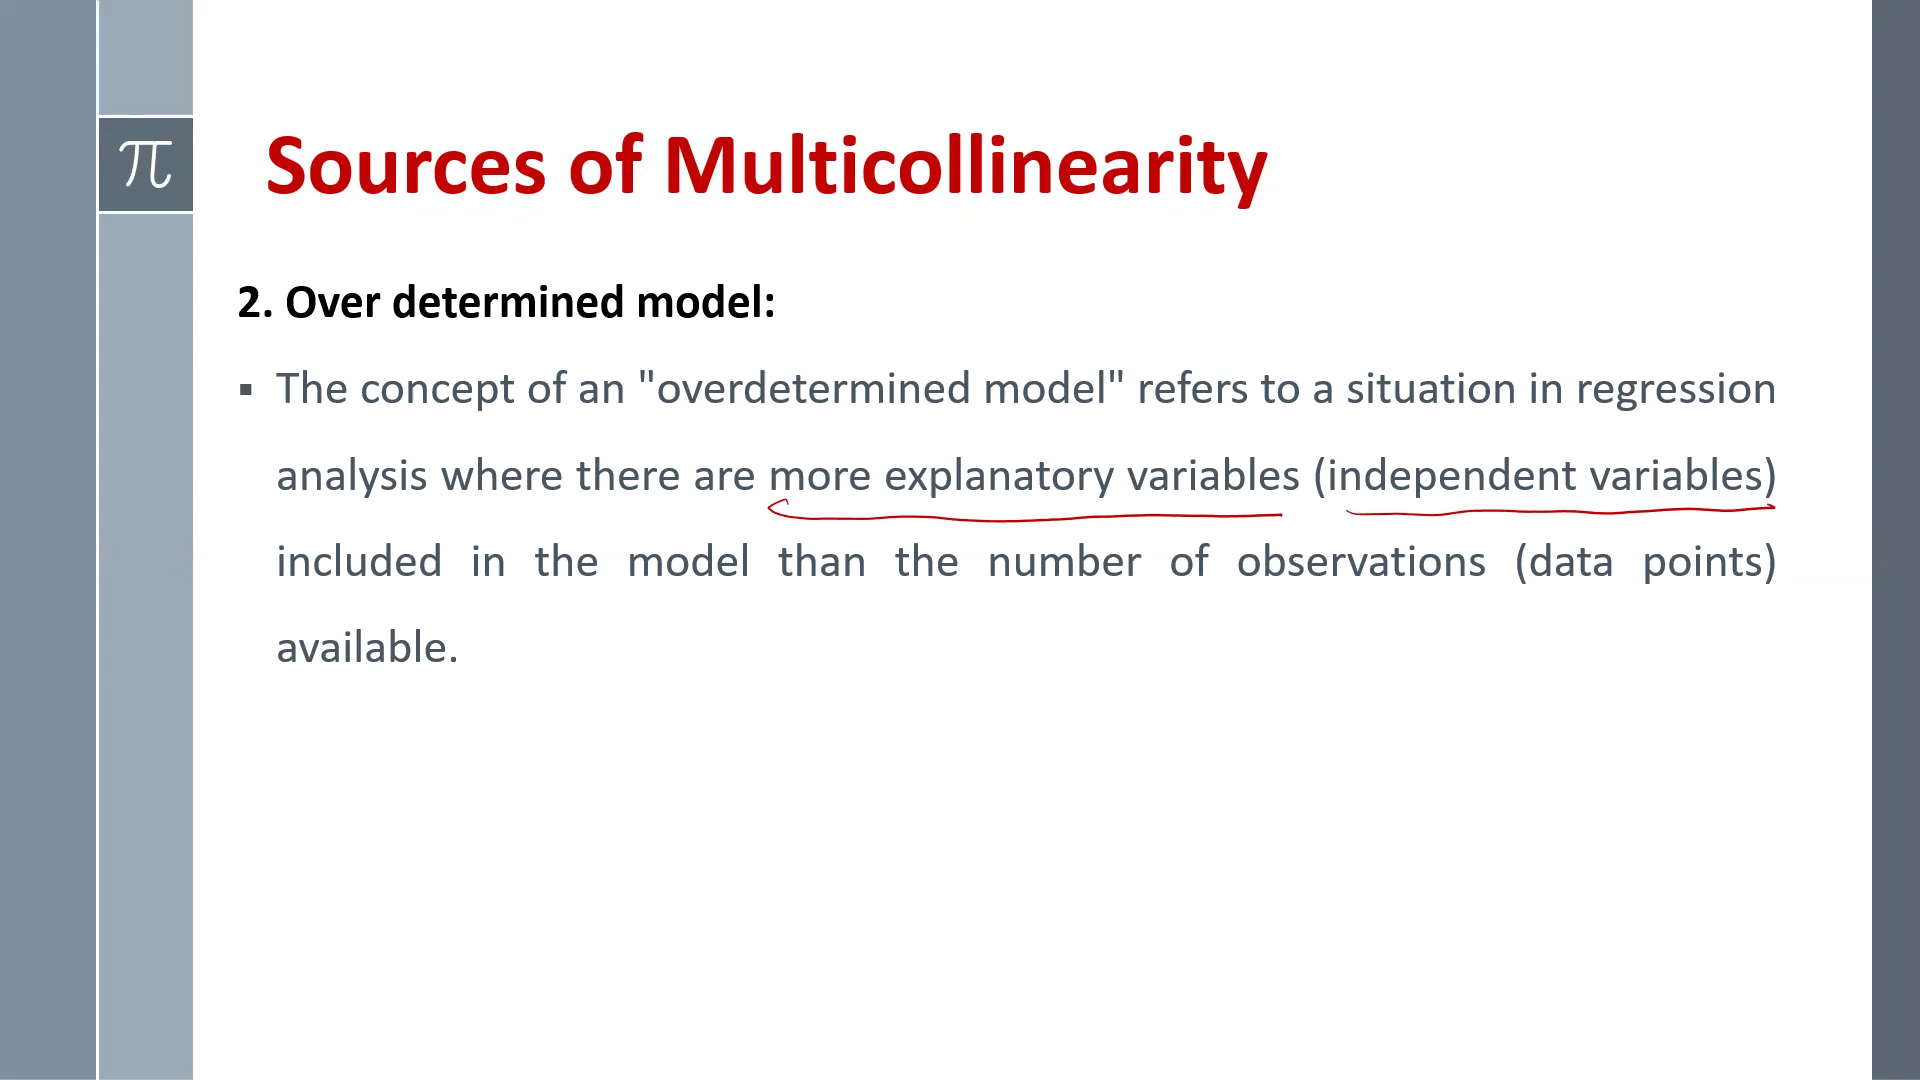 π
Sources of Multicollinearity
2. Over determined model:
▪ The concept of an "overdetermined model" refers to a situation in regression
analysis where there are more explanatory variables (independent variables)
included in the model than the number of observations (data points)
available.